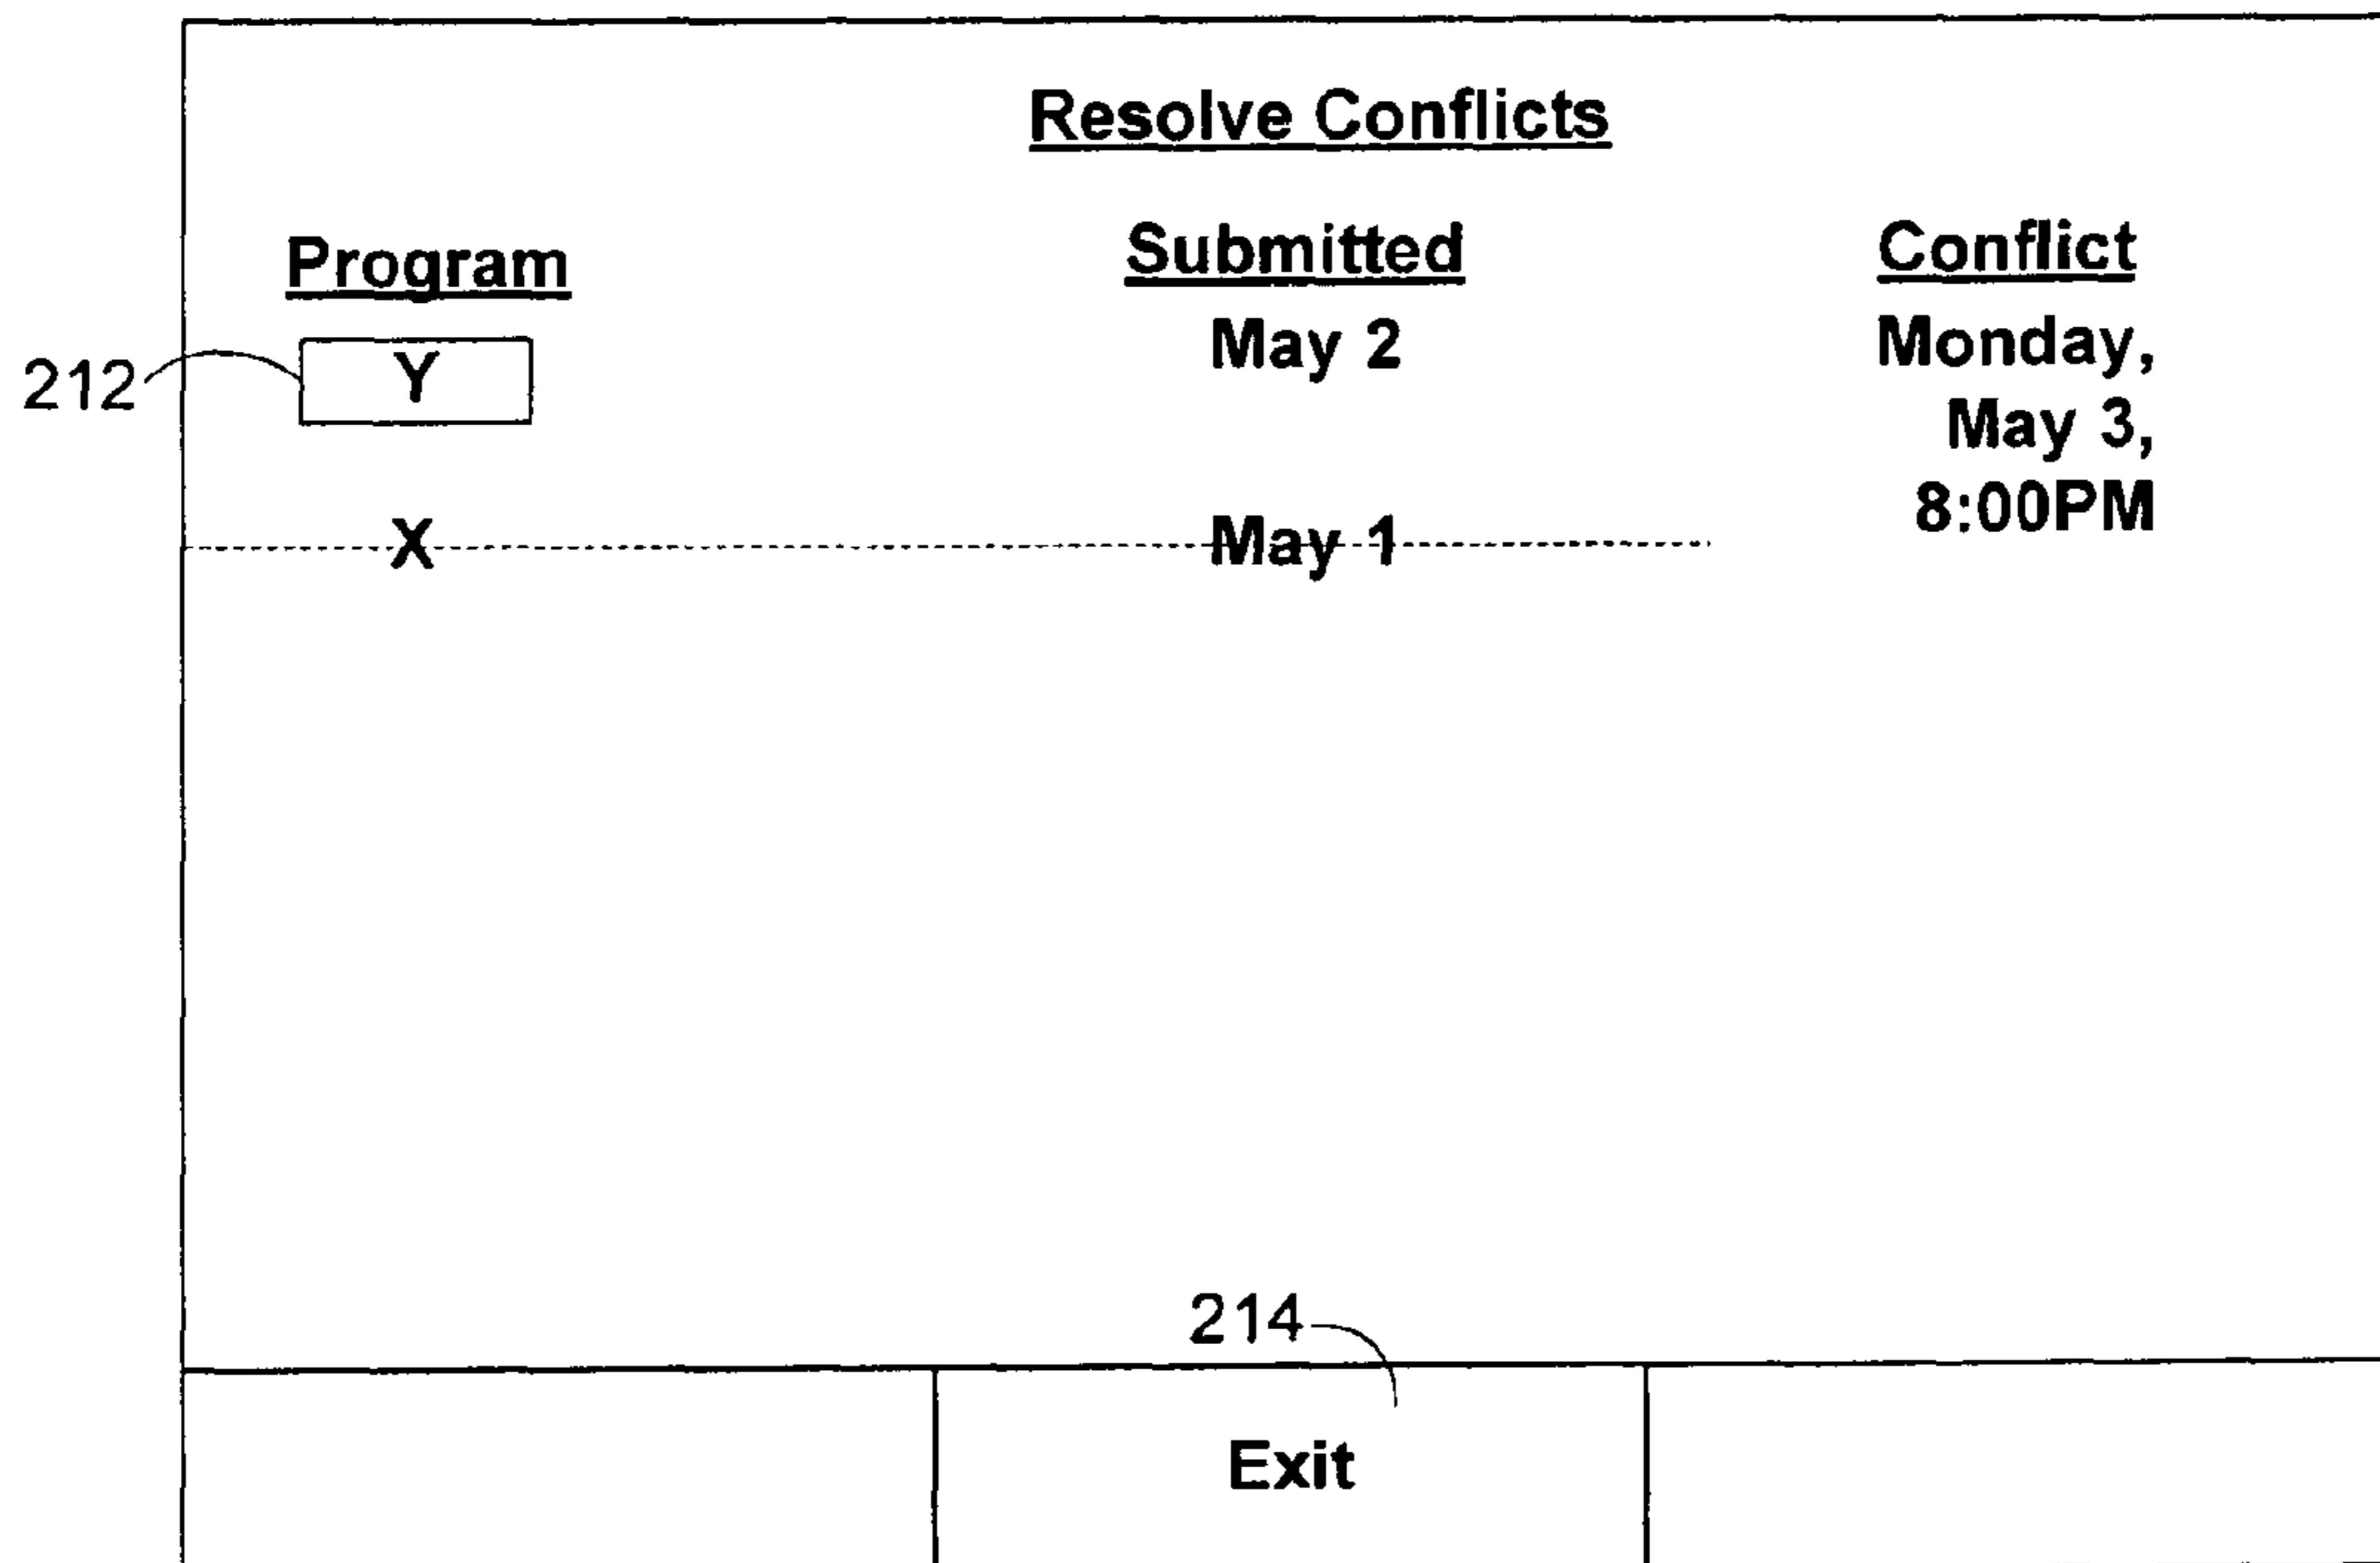 Resolve Conflicts
Program Submitted Conflict
212 Y May 2 Monday,
May 3,
8:00PM
X May 1
214
Exit